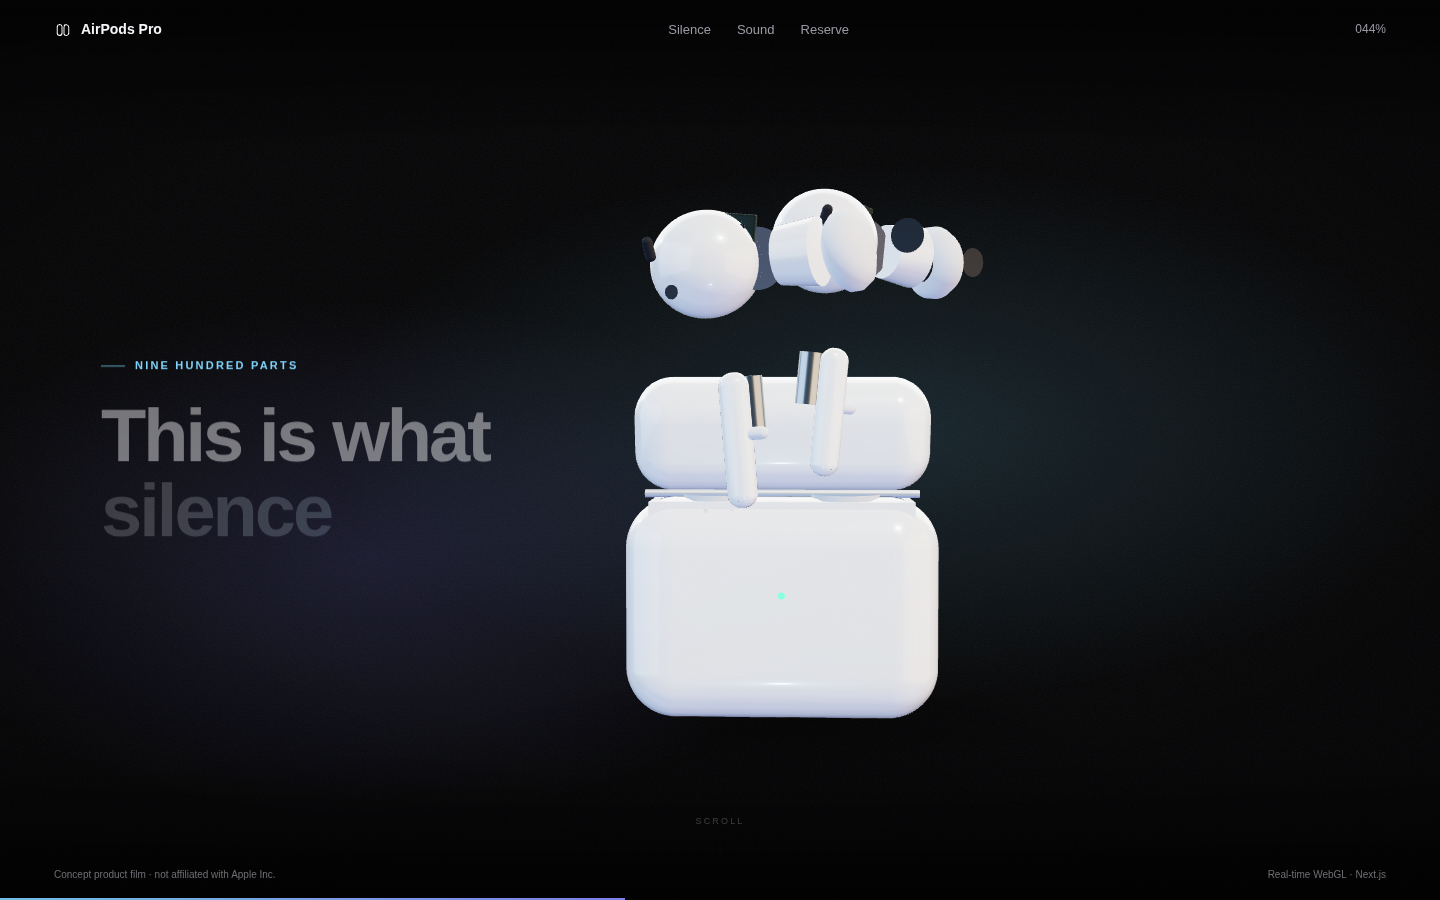 AirPods Pro
Silence
Sound
Reserve
044%
NINE HUNDRED PARTS
This is what
silence
SCROLL
Concept product film · not affiliated with Apple Inc.
Real-time WebGL · Next.js